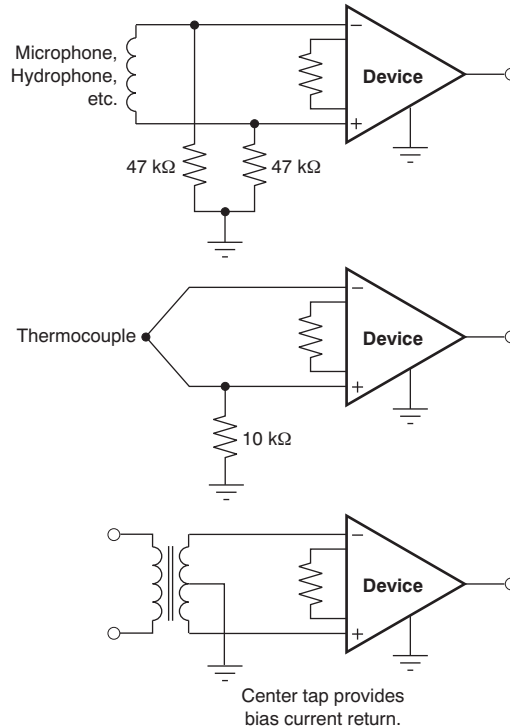 Microphone,
Hydrophone,
etc.
−
Device
+
47 kΩ
47 kΩ
Thermocouple
−
Device
+
10 kΩ
−
Device
+
Center tap provides
bias current return.